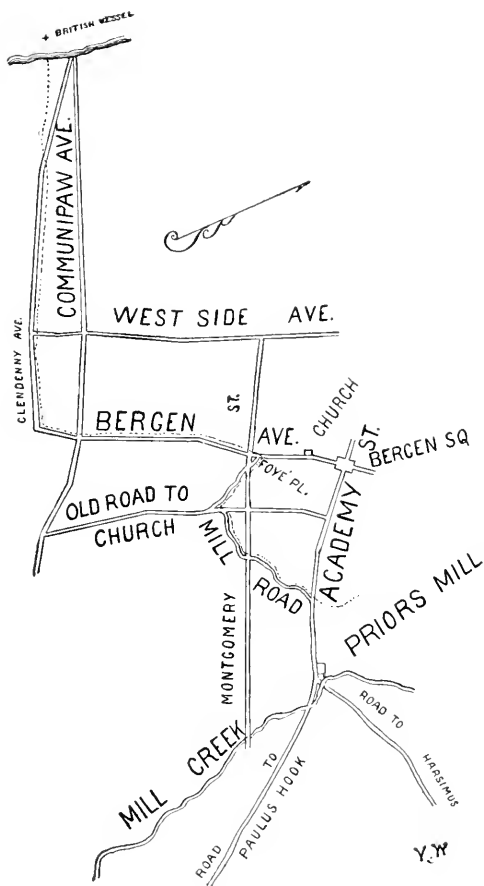 + BRITISH VESSEL
COMMUNIPAW AVE.
CLENDENNY AVE.
WEST SIDE AVE.
ST.
BERGEN AVE.
CHURCH
ST.
BERGEN SQ
FOYE PL.
OLD ROAD TO
CHURCH
MILL ROAD
ACADEMY
MONTGOMERY
PRIORS MILL
MILL CREEK
ROAD TO
HARSIMUS
ROAD TO
PAULUS HOOK